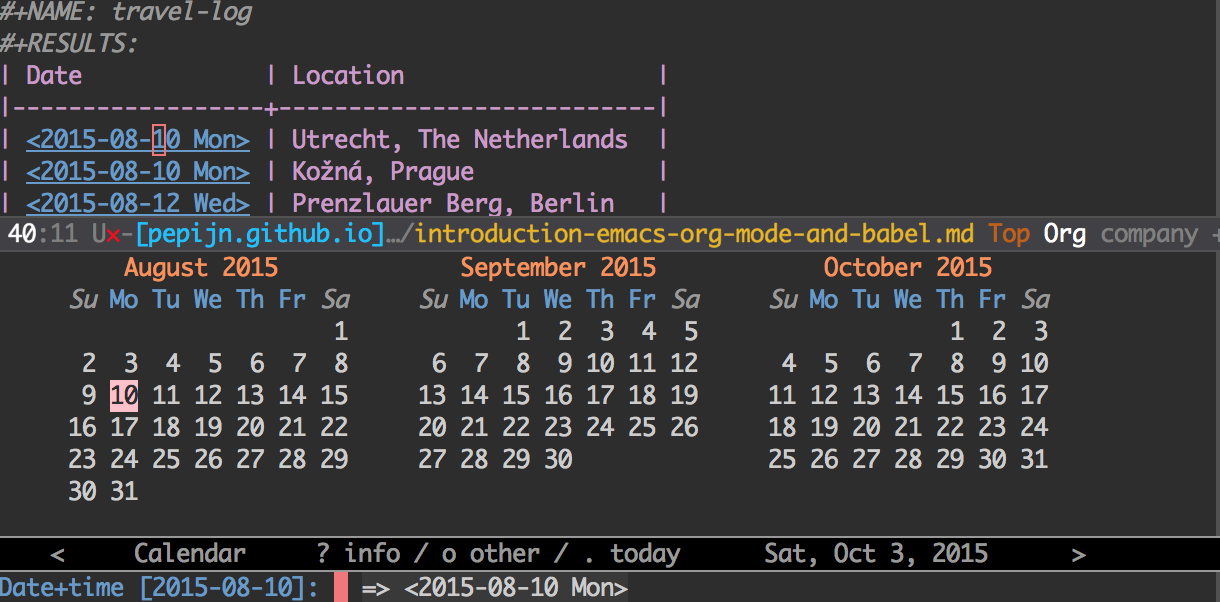 #+NAME: travel-log
#+RESULTS:
| Date             | Location                  |
|------------------+---------------------------|
| <2015-08-10 Mon> | Utrecht, The Netherlands  |
| <2015-08-10 Mon> | Kožná, Prague             |
| <2015-08-12 Wed> | Prenzlauer Berg, Berlin   |
40:11 U×-[pepijn.github.io]…/introduction-emacs-org-mode-and-babel.md Top Org company +
August 2015 September 2015 October 2015
Su Mo Tu We Th Fr Sa Su Mo Tu We Th Fr Sa Su Mo Tu We Th Fr Sa
1 1 2 3 4 5 1 2 3
2 3 4 5 6 7 8 6 7 8 9 10 11 12 4 5 6 7 8 9 10
9 10 11 12 13 14 15 13 14 15 16 17 18 19 11 12 13 14 15 16 17
16 17 18 19 20 21 22 20 21 22 23 24 25 26 18 19 20 21 22 23 24
23 24 25 26 27 28 29 27 28 29 30 25 26 27 28 29 30 31
30 31
< Calendar ? info / o other / . today Sat, Oct 3, 2015 >
Date+time [2015-08-10]: => <2015-08-10 Mon>